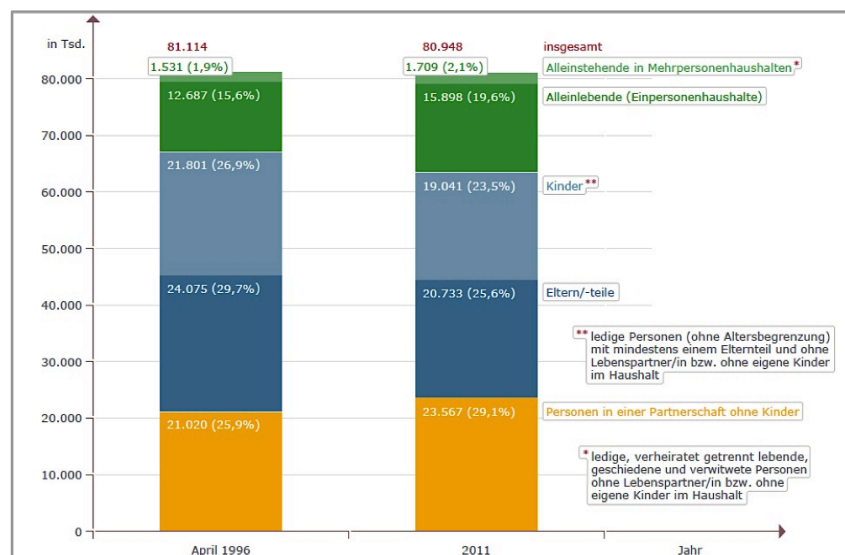 in Tsd.
81.114
80.948
insgesamt
1.531 (1,9%)
1.709 (2,1%)
Alleinstehende in Mehrpersonenhaushalten*
80.000
12.687 (15,6%)
15.898 (19,6%)
Alleinlebende (Einpersonenhaushalte)
70.000
21.801 (26,9%)
19.041 (23,5%)
Kinder**
60.000
50.000
24.075 (29,7%)
20.733 (25,6%)
Eltern/-teile
40.000
** ledige Personen (ohne Altersbegrenzung)
mit mindestens einem Elternteil und ohne
Lebenspartner/in bzw. ohne eigene Kinder
im Haushalt
30.000
21.020 (25,9%)
23.567 (29,1%)
Personen in einer Partnerschaft ohne Kinder
20.000
* ledige, verheiratet getrennt lebende,
geschiedene und verwitwete Personen
ohne Lebenspartner/in bzw. ohne
eigene Kinder im Haushalt
10.000
0
April 1996
2011
Jahr